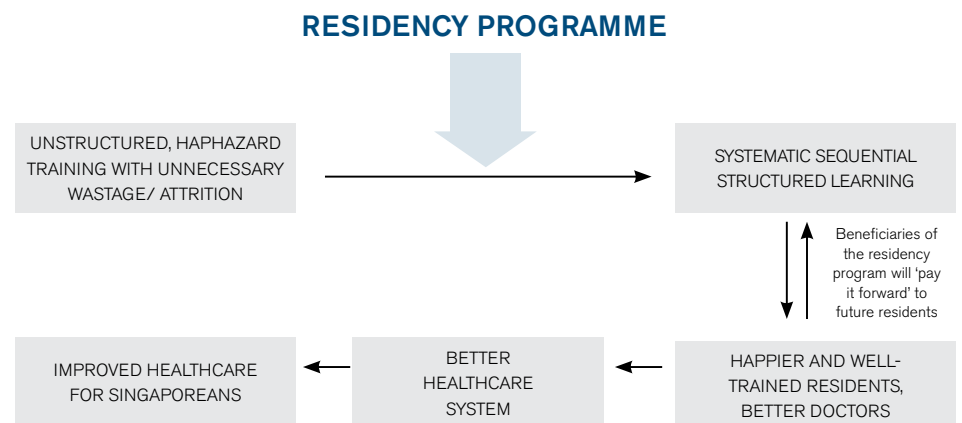 RESIDENCY PROGRAMME
UNSTRUCTURED, HAPHAZARD
TRAINING WITH UNNECESSARY
WASTAGE/ ATTRITION
SYSTEMATIC SEQUENTIAL
STRUCTURED LEARNING
Beneficiaries of
the residency
program will ‘pay
it forward’ to
future residents
HAPPIER AND WELL-
TRAINED RESIDENTS,
BETTER DOCTORS
BETTER
HEALTHCARE
SYSTEM
IMPROVED HEALTHCARE
FOR SINGAPOREANS